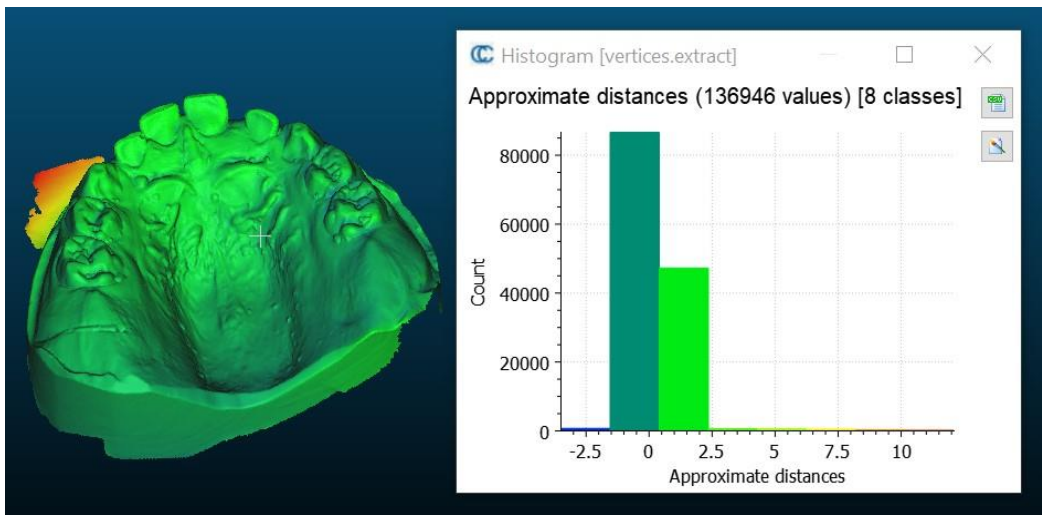 Histogram [vertices.extract]
Approximate distances (136946 values) [8 classes]
80000
60000
40000
20000
0
Count
-2.5 0 2.5 5 7.5 10
Approximate distances